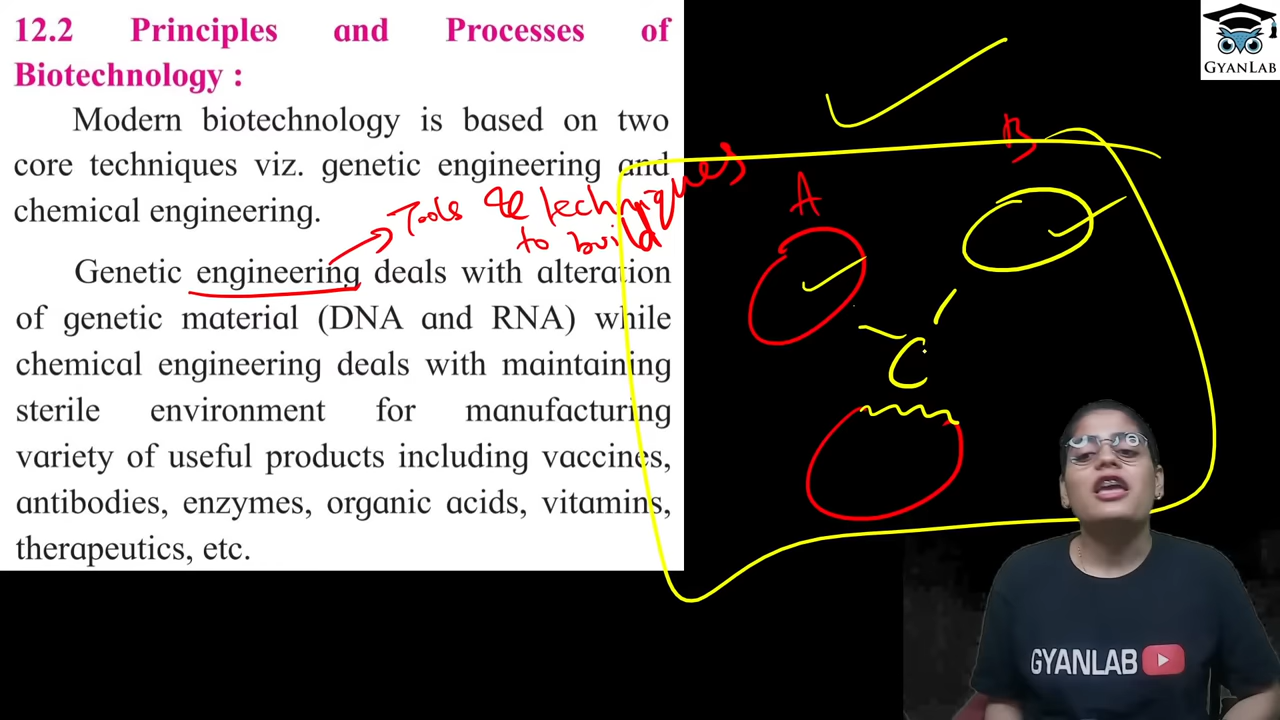 12.2 Principles and Processes of
Biotechnology :
Modern biotechnology is based on two
core techniques viz. genetic engineering and
chemical engineering.
Tools & techniques
to build
Genetic engineering deals with alteration
of genetic material (DNA and RNA) while
chemical engineering deals with maintaining
sterile environment for manufacturing
variety of useful products including vaccines,
antibodies, enzymes, organic acids, vitamins,
therapeutics, etc.
A
B
C
GYANLAB
GYANLAB